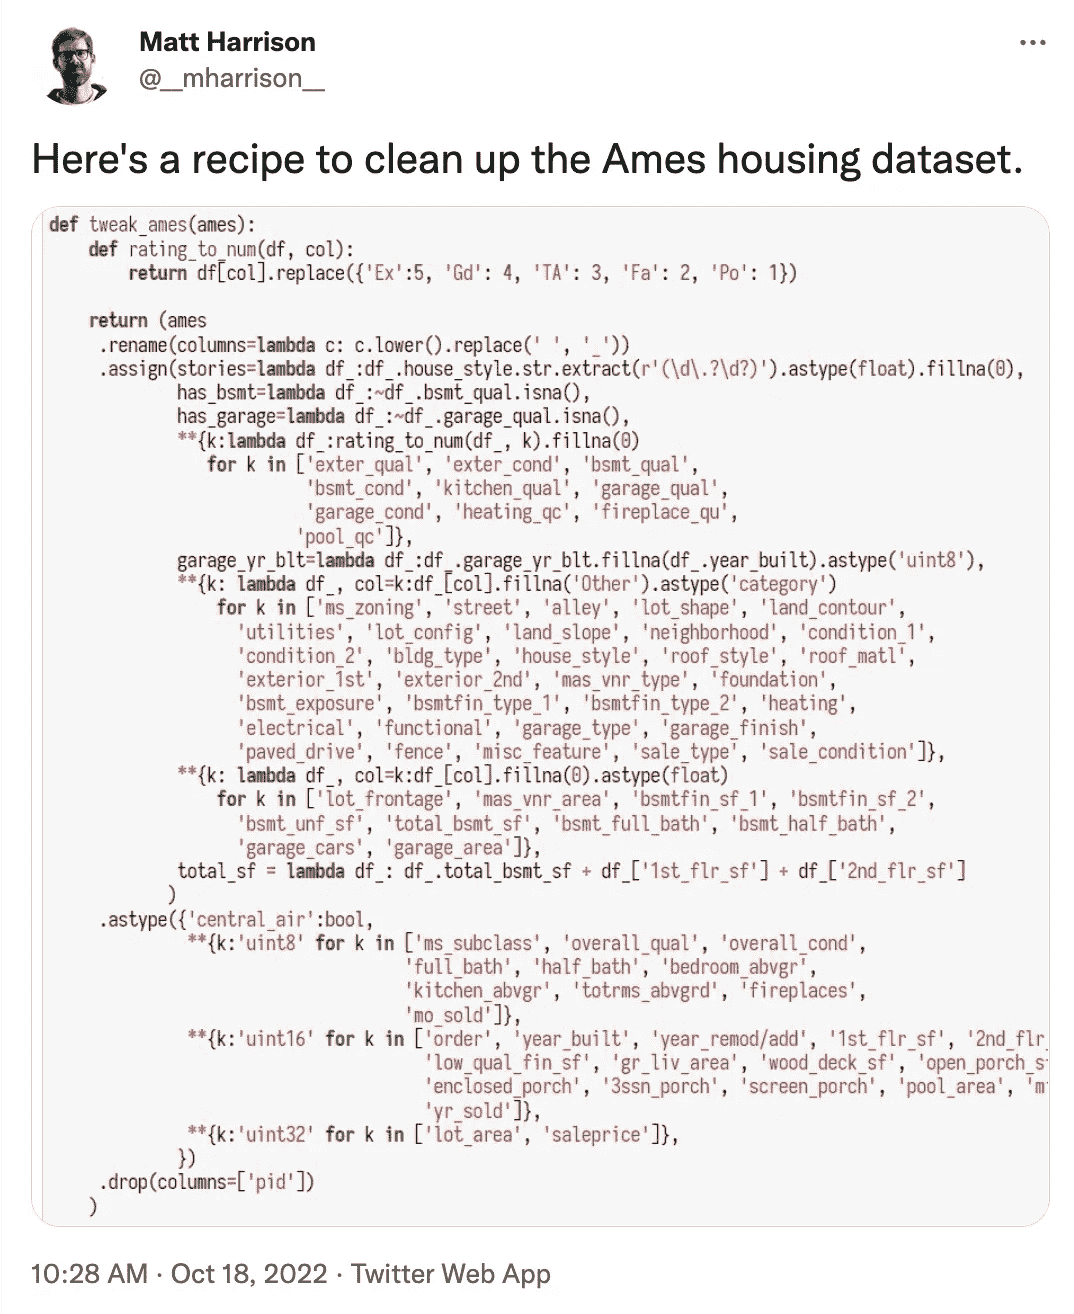 Matt Harrison
@__mharrison__
Here's a recipe to clean up the Ames housing dataset.
def tweak_ames(ames):
    def rating_to_num(df, col):
        return df[col].replace({'Ex':5, 'Gd': 4, 'TA': 3, 'Fa': 2, 'Po': 1})
    return (ames
     .rename(columns=lambda c: c.lower().replace(' ', '_'))
     .assign(stories=lambda df_:df_.house_style.str.extract(r'(\d\.?\d?)').astype(float).fillna(0),
             has_bsmt=lambda df_:~df_.bsmt_qual.isna(),
             has_garage=lambda df_:~df_.garage_qual.isna(),
             **{k:lambda df_:rating_to_num(df_, k).fillna(0)
                for k in ['exter_qual', 'exter_cond', 'bsmt_qual',
                          'bsmt_cond', 'kitchen_qual', 'garage_qual',
                          'garage_cond', 'heating_qc', 'fireplace_qu',
                         'pool_qc']},
             garage_yr_blt=lambda df_:df_.garage_yr_blt.fillna(df_.year_built).astype('uint8'),
             **{k: lambda df_, col=k:df_[col].fillna('Other').astype('category')
                 for k in ['ms_zoning', 'street', 'alley', 'lot_shape', 'land_contour',
                   'utilities', 'lot_config', 'land_slope', 'neighborhood', 'condition_1',
                   'condition_2', 'bldg_type', 'house_style', 'roof_style', 'roof_matl',
                   'exterior_1st', 'exterior_2nd', 'mas_vnr_type', 'foundation',
                   'bsmt_exposure', 'bsmtfin_type_1', 'bsmtfin_type_2', 'heating',
                   'electrical', 'functional', 'garage_type', 'garage_finish',
                   'paved_drive', 'fence', 'misc_feature', 'sale_type', 'sale_condition']},
             **{k: lambda df_, col=k:df_[col].fillna(0).astype(float)
                 for k in ['lot_frontage', 'mas_vnr_area', 'bsmtfin_sf_1', 'bsmtfin_sf_2',
                   'bsmt_unf_sf', 'total_bsmt_sf', 'bsmt_full_bath', 'bsmt_half_bath',
                   'garage_cars', 'garage_area']},
             total_sf = lambda df_: df_.total_bsmt_sf + df_['1st_flr_sf'] + df_['2nd_flr_sf']
            )
     .astype({'central_air':bool,
              **{k:'uint8' for k in ['ms_subclass', 'overall_qual', 'overall_cond',
                                    'full_bath', 'half_bath', 'bedroom_abvgr',
                                    'kitchen_abvgr', 'totrms_abvgrd', 'fireplaces',
                                    'mo_sold']},
              **{k:'uint16' for k in ['order', 'year_built', 'year_remod/add', '1st_flr_sf', '2nd_flr_
                                      'low_qual_fin_sf', 'gr_liv_area', 'wood_deck_sf', 'open_porch_s
                                      'enclosed_porch', '3ssn_porch', 'screen_porch', 'pool_area', 'm
                                      'yr_sold']},
              **{k:'uint32' for k in ['lot_area', 'saleprice']},
             })
     .drop(columns=['pid'])
    )
10:28 AM · Oct 18, 2022 · Twitter Web App